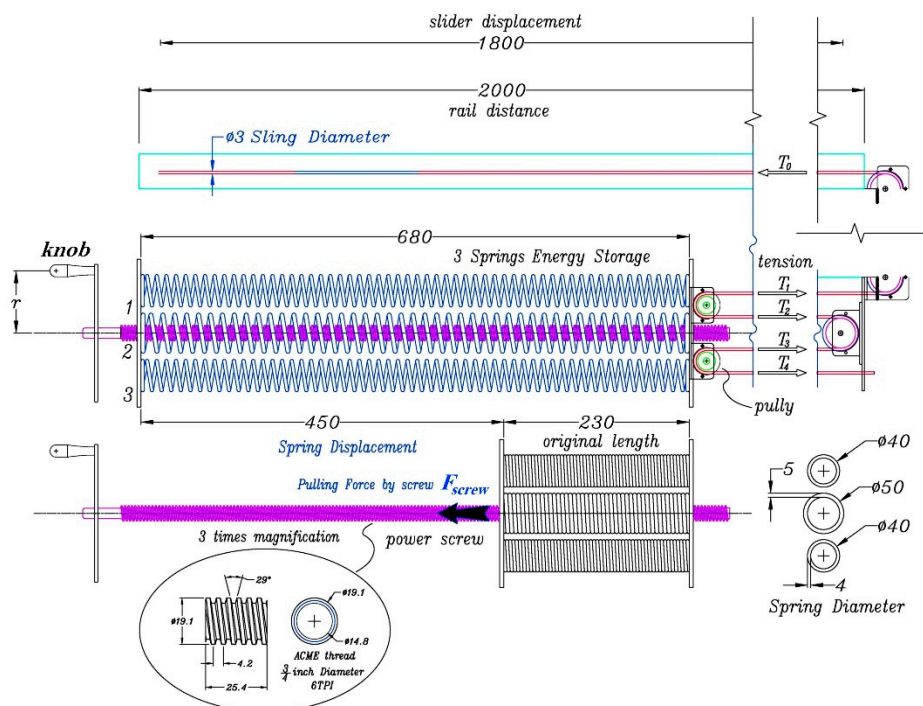 slider displacement
1800
2000
rail distance
ø3 Sling Diameter
T₀
680
knob
3 Springs Energy Storage
tension
r
1
2
3
T₁
T₂
T₃
T₄
pully
450
230
Spring Displacement
original length
Pulling Force by screw F_screw
3 times magnification
power screw
5
ø40
ø50
ø40
4
Spring Diameter
29°
ø19.1
ø19.1
ø14.8
4.2
25.4
ACME thread
3/4 inch Diameter
6TPI